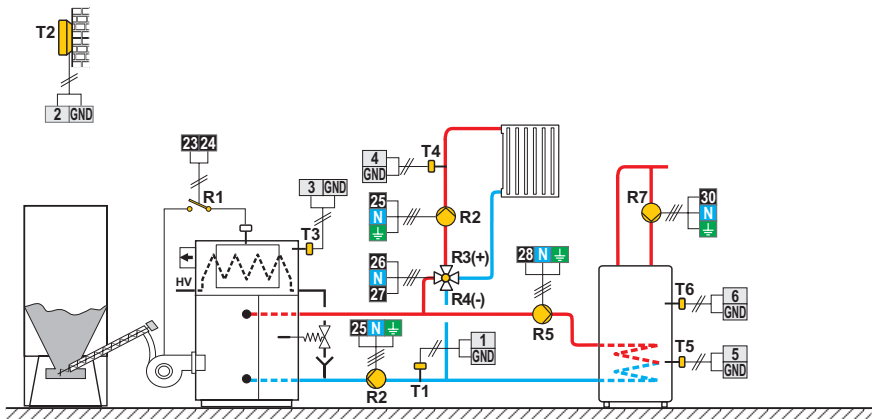 T2
2 GND
23 24
R1
3 GND
T3
HV
4
GND
T4
25
N
R2
R3(+)
26
N
27
R4(-)
28 N
R5
25 N
R2
T1
1
GND
R7
30
N
T6
6
GND
T5
5
GND